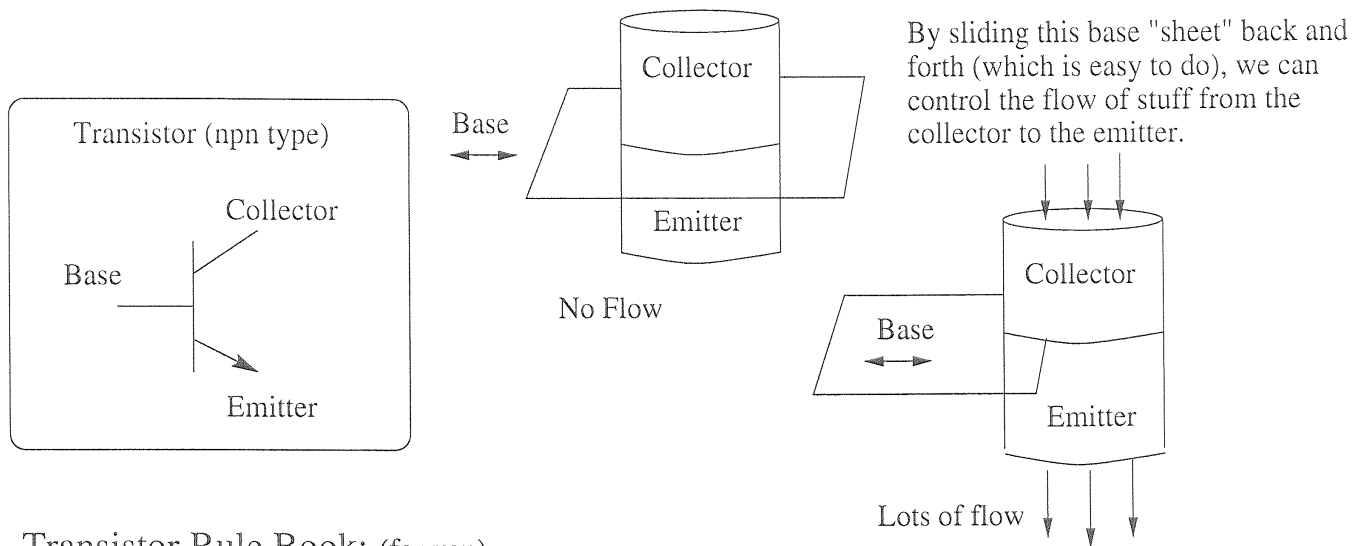 Transistor (npn type)
Collector
Base
Emitter
Base
Collector
Emitter
No Flow
By sliding this base "sheet" back and
forth (which is easy to do), we can
control the flow of stuff from the
collector to the emitter.
Collector
Base
Emitter
Lots of flow
Transistor Rule Book: